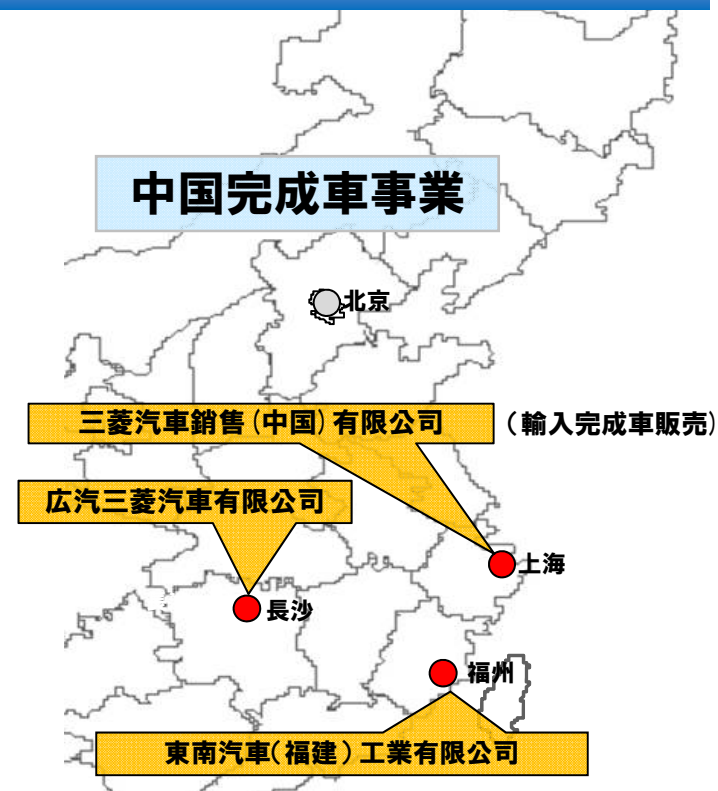 中国完成車事業
北京
三菱汽車銷售(中国)有限公司
(輸入完成車販売)
広汽三菱汽車有限公司
上海
長沙
福州
東南汽車(福建)工業有限公司